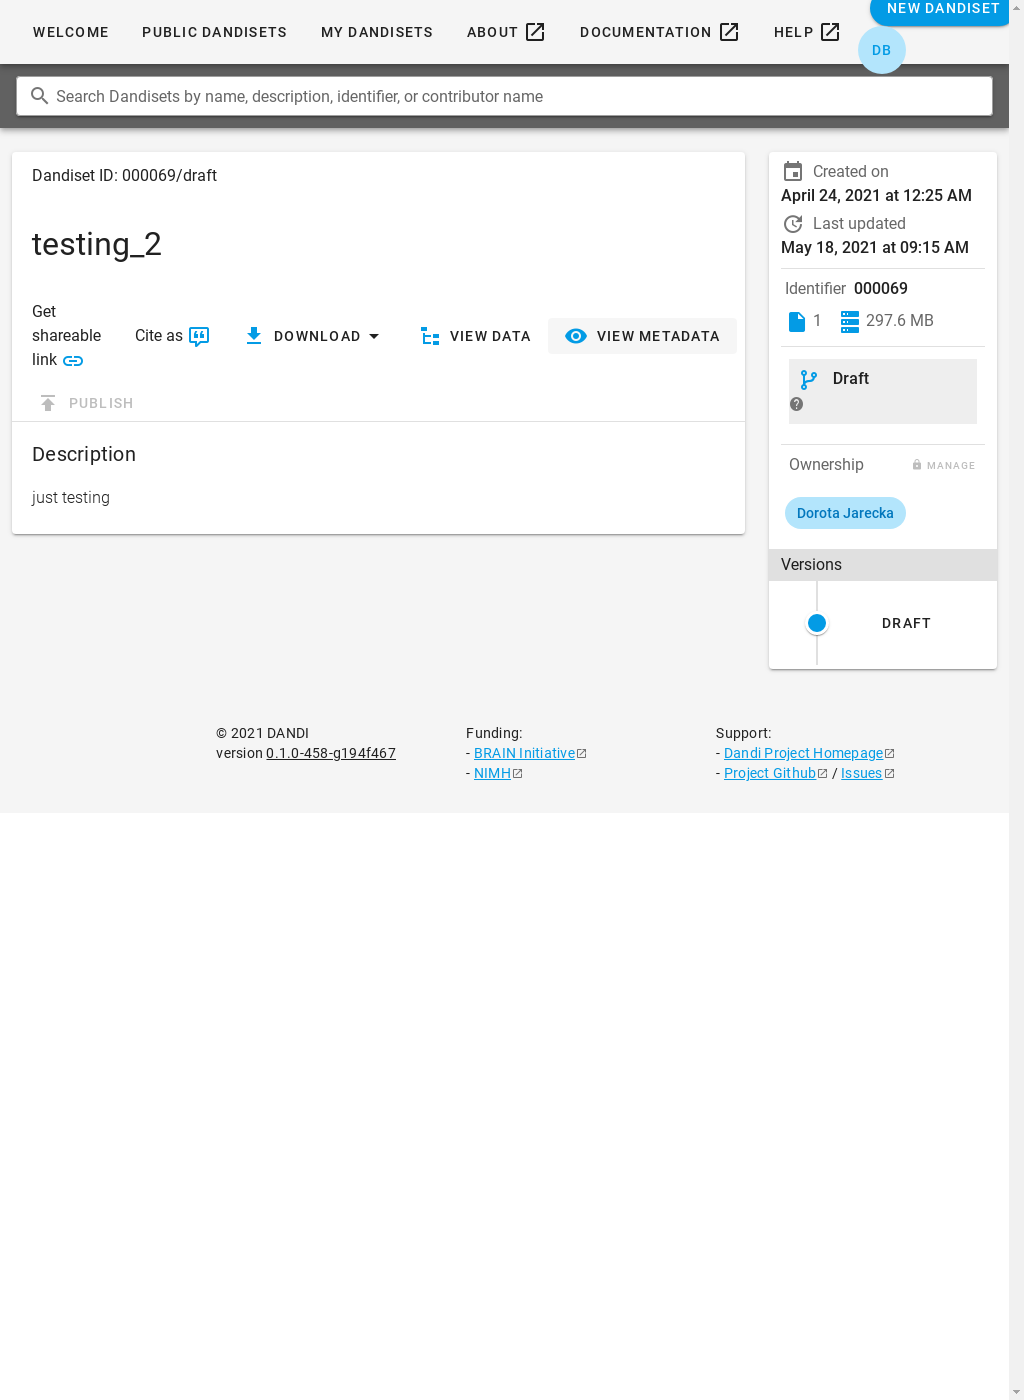 NEW DANDISET
WELCOME PUBLIC DANDISETS MY DANDISETS ABOUT DOCUMENTATION HELP
DB
Search Dandisets by name, description, identifier, or contributor name
Dandiset ID: 000069/draft
testing_2
Get shareable link
Cite as
DOWNLOAD
VIEW DATA
VIEW METADATA
PUBLISH
Description
just testing
Created on
April 24, 2021 at 12:25 AM
Last updated
May 18, 2021 at 09:15 AM
Identifier 000069
1 297.6 MB
Draft
Ownership MANAGE
Dorota Jarecka
Versions
DRAFT
© 2021 DANDI
version 0.1.0-458-g194f467
Funding:
- BRAIN Initiative
- NIMH
Support:
- Dandi Project Homepage
- Project Github / Issues